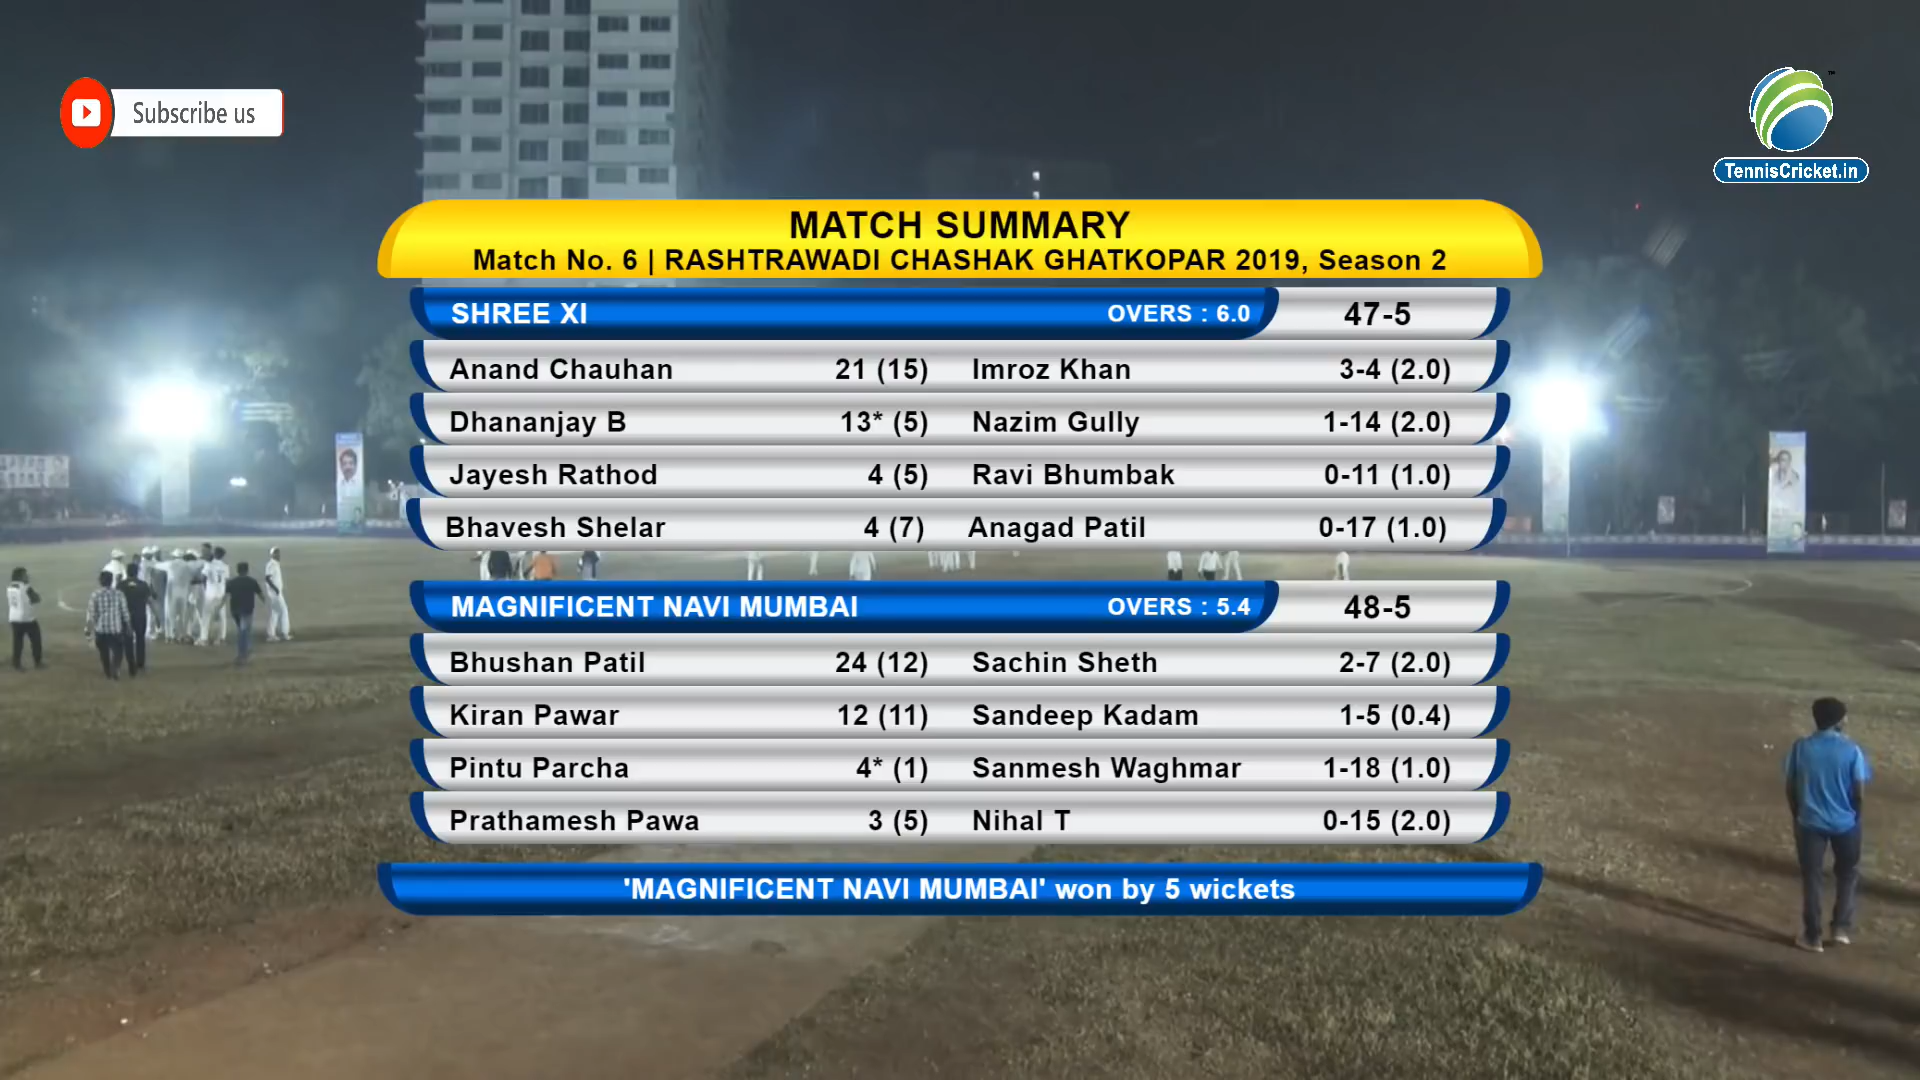 Subscribe us
TennisCricket.in
MATCH SUMMARY
Match No. 6 | RASHTRAWADI CHASHAK GHATKOPAR 2019, Season 2
SHREE XI OVERS : 6.0 47-5
Anand Chauhan 21 (15) Imroz Khan 3-4 (2.0)
Dhananjay B 13* (5) Nazim Gully 1-14 (2.0)
Jayesh Rathod 4 (5) Ravi Bhumbak 0-11 (1.0)
Bhavesh Shelar 4 (7) Anagad Patil 0-17 (1.0)
MAGNIFICENT NAVI MUMBAI OVERS : 5.4 48-5
Bhushan Patil 24 (12) Sachin Sheth 2-7 (2.0)
Kiran Pawar 12 (11) Sandeep Kadam 1-5 (0.4)
Pintu Parcha 4* (1) Sanmesh Waghmar 1-18 (1.0)
Prathamesh Pawa 3 (5) Nihal T 0-15 (2.0)
'MAGNIFICENT NAVI MUMBAI' won by 5 wickets